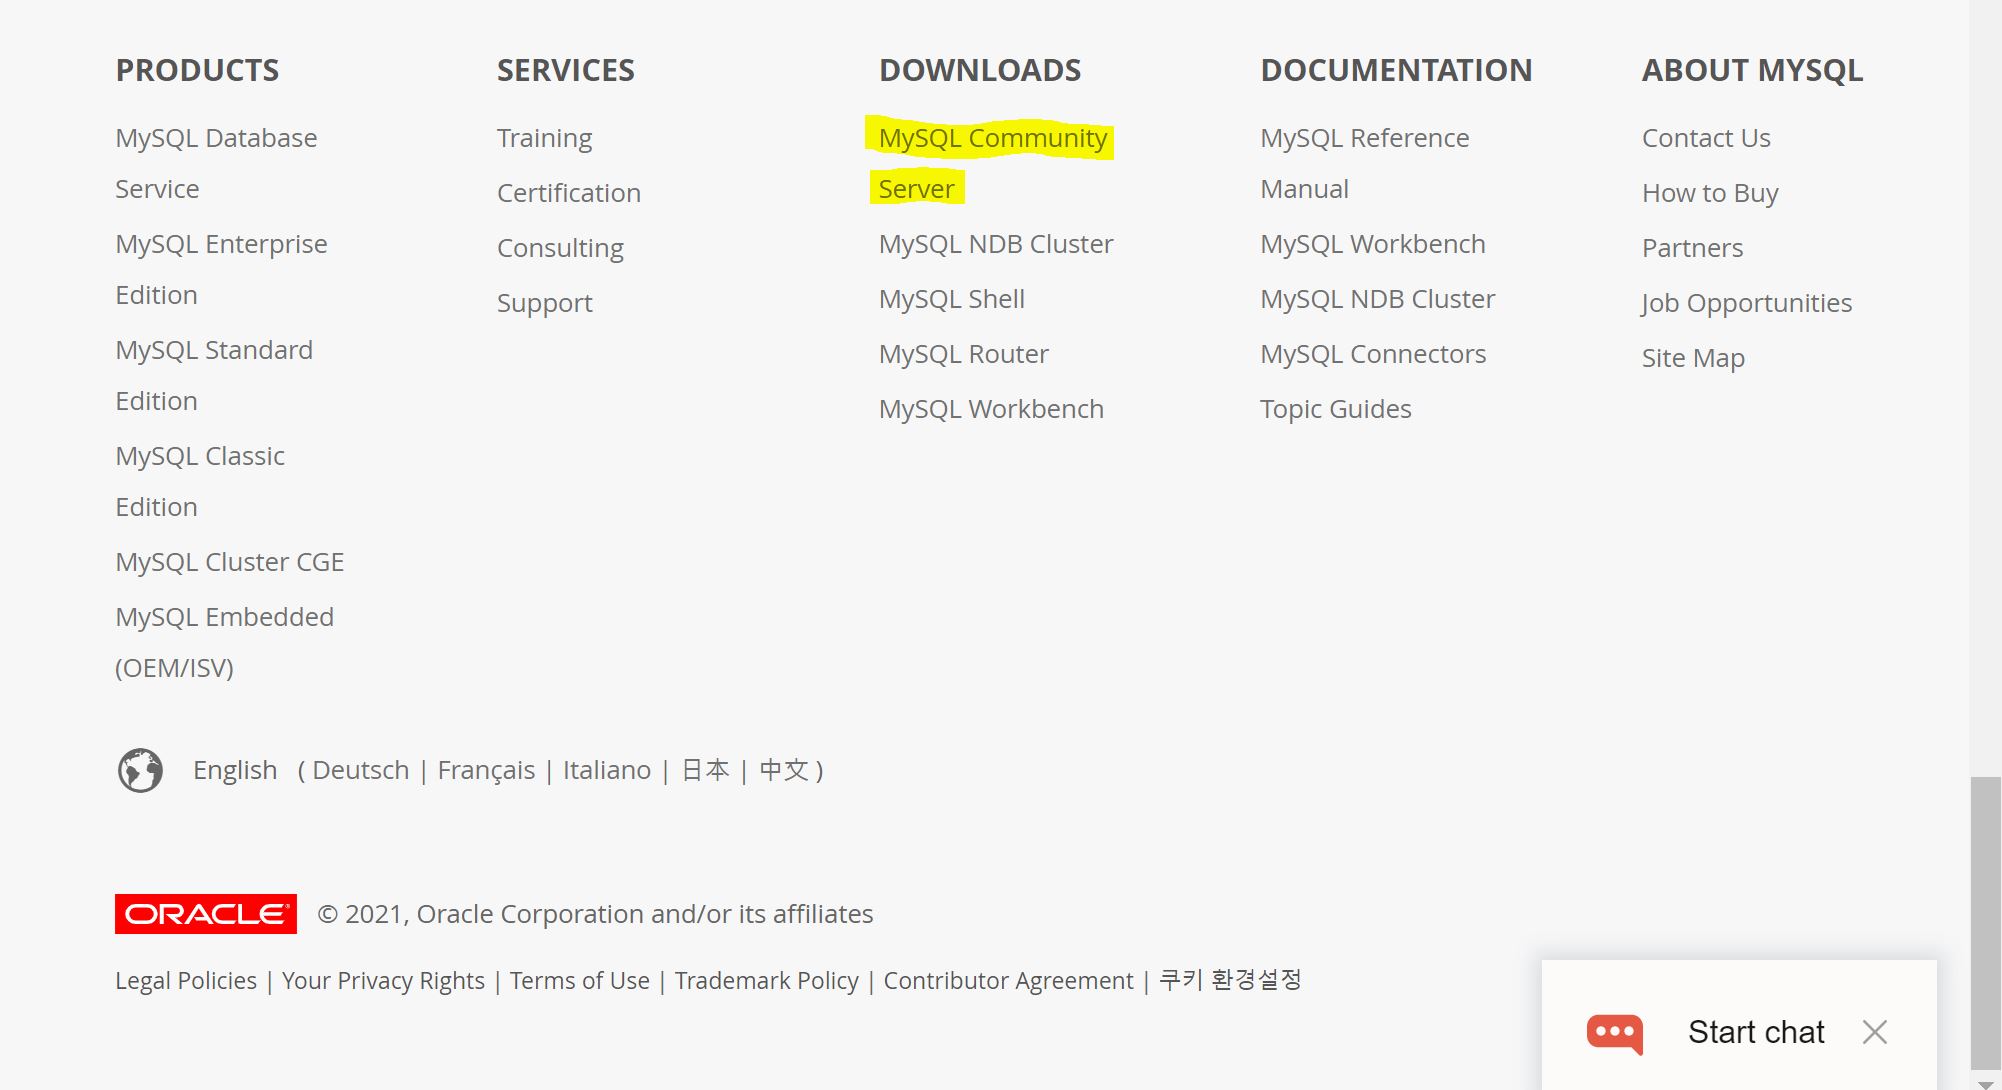 PRODUCTS
MySQL Database
Service
MySQL Enterprise
Edition
MySQL Standard
Edition
MySQL Classic
Edition
MySQL Cluster CGE
MySQL Embedded
(OEM/ISV)
SERVICES
Training
Certification
Consulting
Support
DOWNLOADS
MySQL Community
Server
MySQL NDB Cluster
MySQL Shell
MySQL Router
MySQL Workbench
DOCUMENTATION
MySQL Reference
Manual
MySQL Workbench
MySQL NDB Cluster
MySQL Connectors
Topic Guides
ABOUT MYSQL
Contact Us
How to Buy
Partners
Job Opportunities
Site Map
English ( Deutsch | Français | Italiano | 日本 | 中文 )
ORACLE © 2021, Oracle Corporation and/or its affiliates
Legal Policies | Your Privacy Rights | Terms of Use | Trademark Policy | Contributor Agreement | 쿠키 환경설정
Start chat